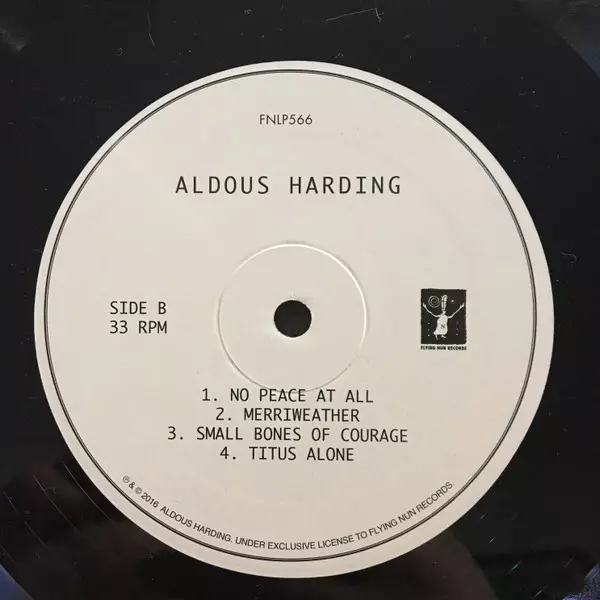 FNLP566
ALDOUS HARDING
SIDE B
33 RPM
FLYING NUN RECORDS
1. NO PEACE AT ALL
2. MERRIWEATHER
3. SMALL BONES OF COURAGE
4. TITUS ALONE
℗ & © 2016 ALDOUS HARDING. UNDER EXCLUSIVE LICENSE TO FLYING NUN RECORDS.